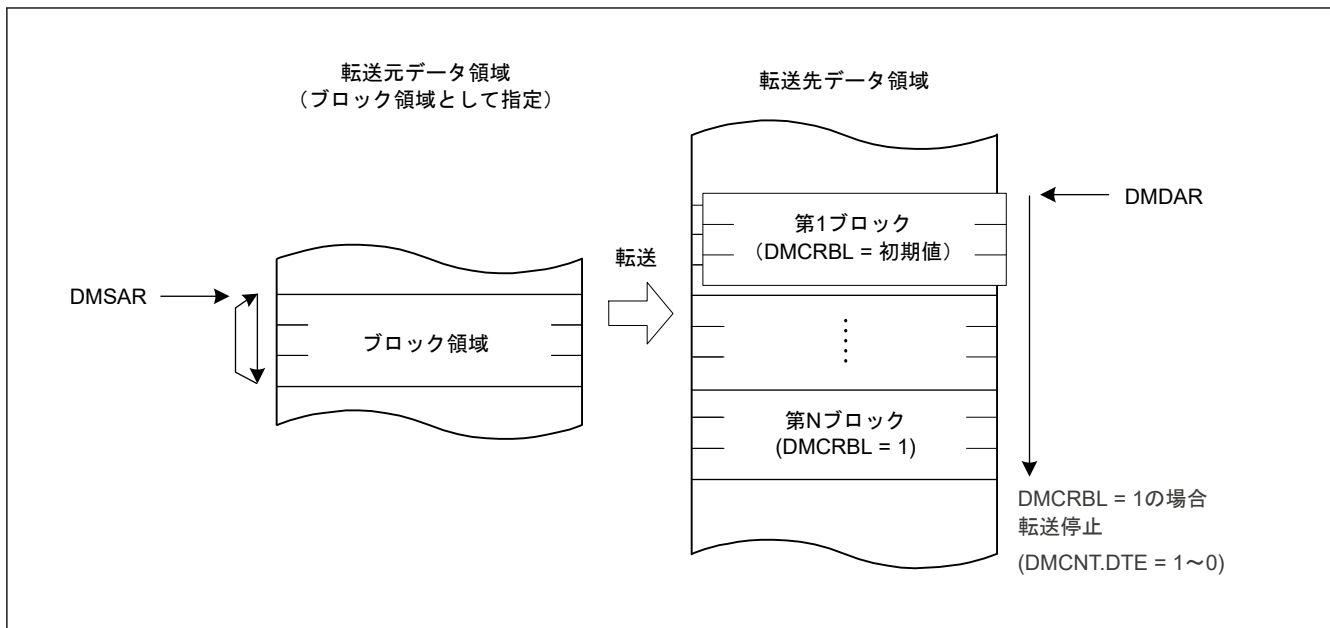 転送元データ領域
（ブロック領域として指定）
転送先データ領域
DMSAR
ブロック領域
転送
第1ブロック
（DMCRBL = 初期値）
DMDAR
第Nブロック
(DMCRBL = 1)
DMCRBL = 1の場合
転送停止
(DMCNT.DTE = 1～0)